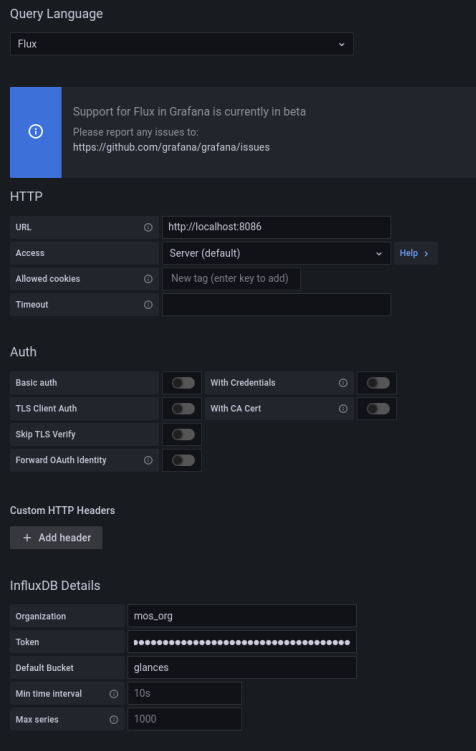 Query Language
Flux
Support for Flux in Grafana is currently in beta
Please report any issues to:
https://github.com/grafana/grafana/issues
HTTP
URL http://localhost:8086
Access Server (default) Help
Allowed cookies New tag (enter key to add)
Timeout
Auth
Basic auth With Credentials
TLS Client Auth With CA Cert
Skip TLS Verify
Forward OAuth Identity
Custom HTTP Headers
+ Add header
InfluxDB Details
Organization mos_org
Token
Default Bucket glances
Min time interval 10s
Max series 1000